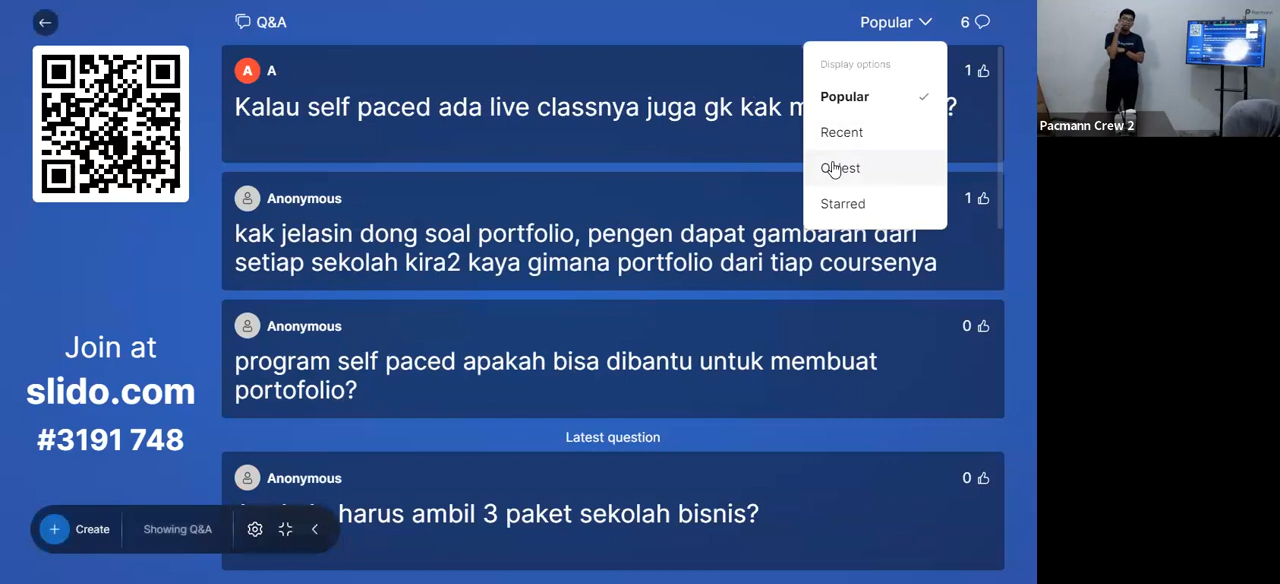 Q&A
Popular
6
A
A
1
Kalau self paced ada live classnya juga gk kak m
?
Anonymous
1
kak jelasin dong soal portfolio, pengen dapat gambaran dari
setiap sekolah kira2 kaya gimana portfolio dari tiap coursenya
Anonymous
0
program self paced apakah bisa dibantu untuk membuat
portofolio?
Latest question
Anonymous
0
harus ambil 3 paket sekolah bisnis?
Display options
Popular
Recent
Oldest
Starred
Join at
slido.com
#3191 748
Create
Showing Q&A
Pacmann
Pacmann Crew 2